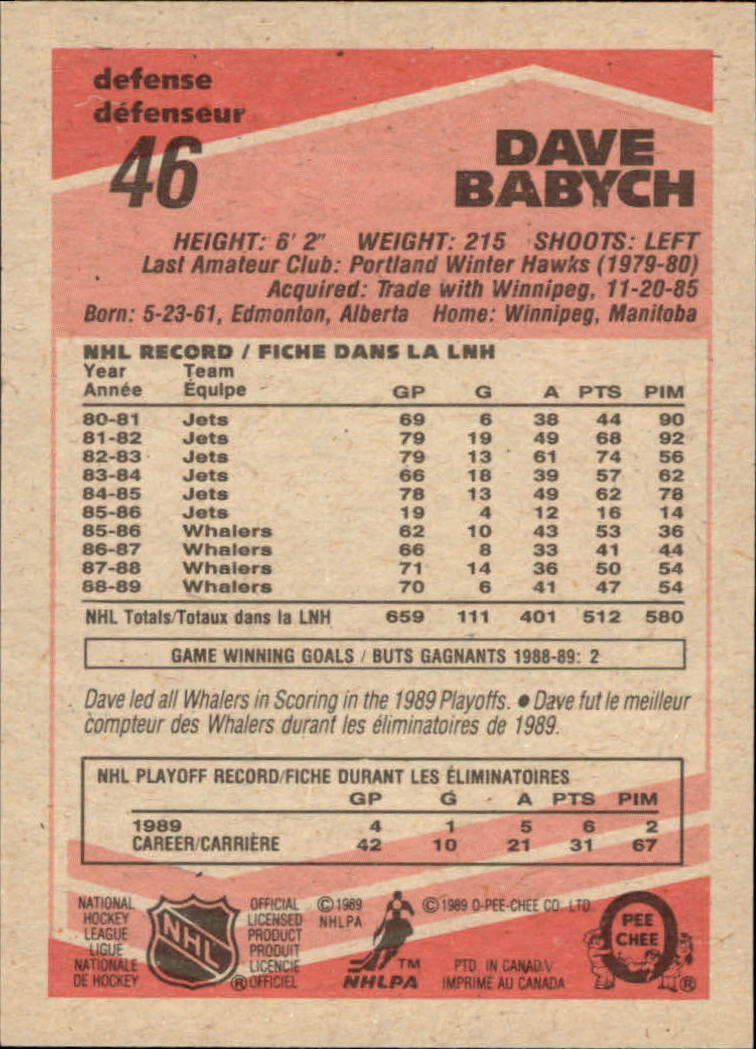 defense
défenseur
46
DAVE
BABYCH
HEIGHT: 6' 2" WEIGHT: 215 SHOOTS: LEFT
Last Amateur Club: Portland Winter Hawks (1979-80)
Acquired: Trade with Winnipeg, 11-20-85
Born: 5-23-61, Edmonton, Alberta Home: Winnipeg, Manitoba
NHL RECORD / FICHE DANS LA LNH
Year Team
Année Équipe GP G A PTS PIM
80-81 Jets 69 6 38 44 90
81-82 Jets 79 19 49 68 92
82-83 Jets 79 13 61 74 56
83-84 Jets 66 18 39 57 62
84-85 Jets 78 13 49 62 78
85-86 Jets 19 4 12 16 14
85-86 Whalers 62 10 43 53 36
86-87 Whalers 66 8 33 41 44
87-88 Whalers 71 14 36 50 54
88-89 Whalers 70 6 41 47 54
NHL Totals/Totaux dans la LNH 659 111 401 512 580
GAME WINNING GOALS / BUTS GAGNANTS 1988-89: 2
Dave led all Whalers in Scoring in the 1989 Playoffs. ● Dave fut le meilleur
compteur des Whalers durant les éliminatoires de 1989.
NHL PLAYOFF RECORD/FICHE DURANT LES ÉLIMINATOIRES
GP G A PTS PIM
1989 4 1 5 6 2
CAREER/CARRIÈRE 42 10 21 31 67
NATIONAL
HOCKEY
LEAGUE
LIGUE
NATIONALE
DE HOCKEY
NHL
OFFICIAL
LICENSED
PRODUCT
PRODUIT
LICENCIE
® OFFICIEL
© 1989
NHLPA
TM
NHLPA
© 1989 O-PEE-CHEE CO. LTD.
PTD. IN CANADA/
IMPRIMÉ AU CANADA
PEE
CHEE
®